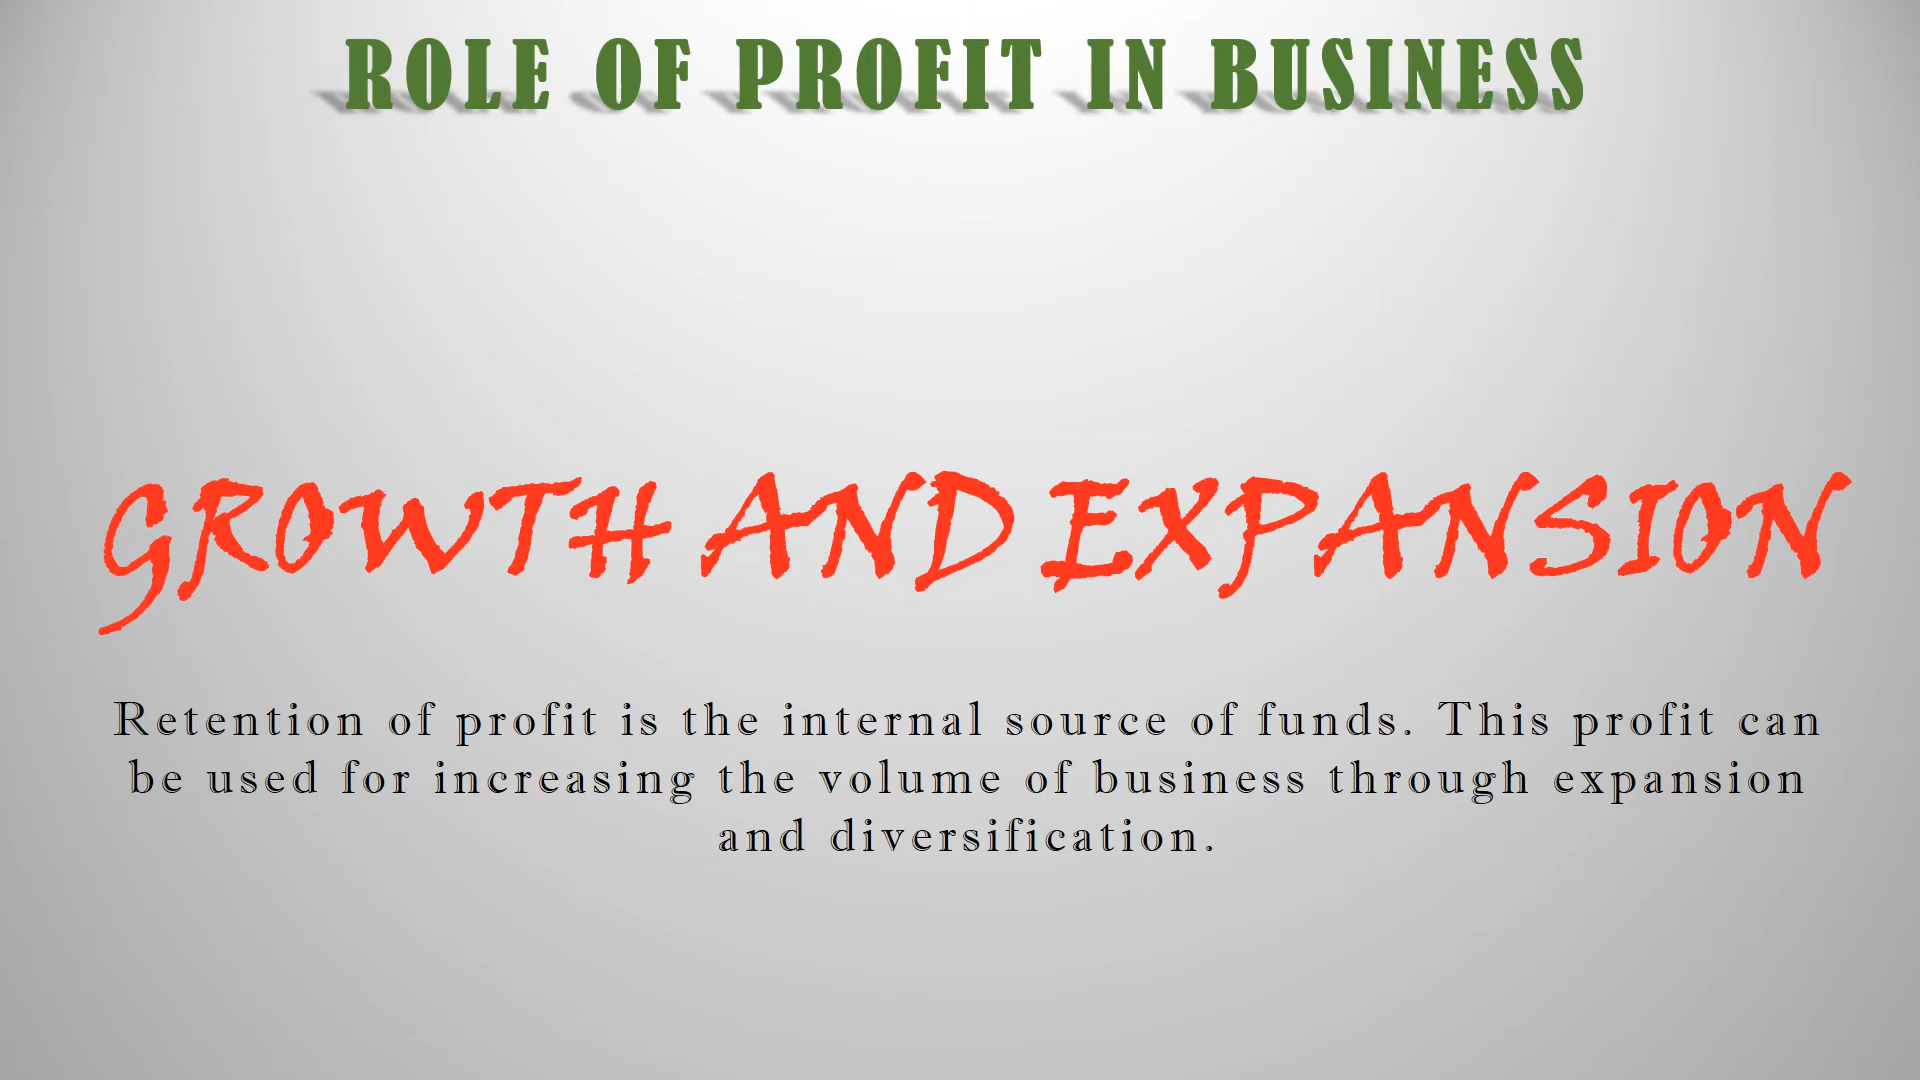 ROLE OF PROFIT IN BUSINESS
GROWTH AND EXPANSION
Retention of profit is the internal source of funds. This profit can
be used for increasing the volume of business through expansion
and diversification.